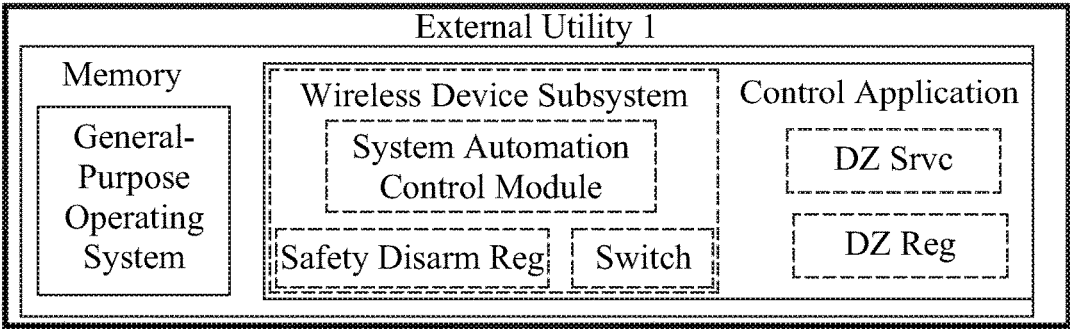 External Utility 1
Memory
General-
Purpose
Operating
System
Wireless Device Subsystem
System Automation
Control Module
Safety Disarm Reg
Switch
Control Application
DZ Srvc
DZ Reg